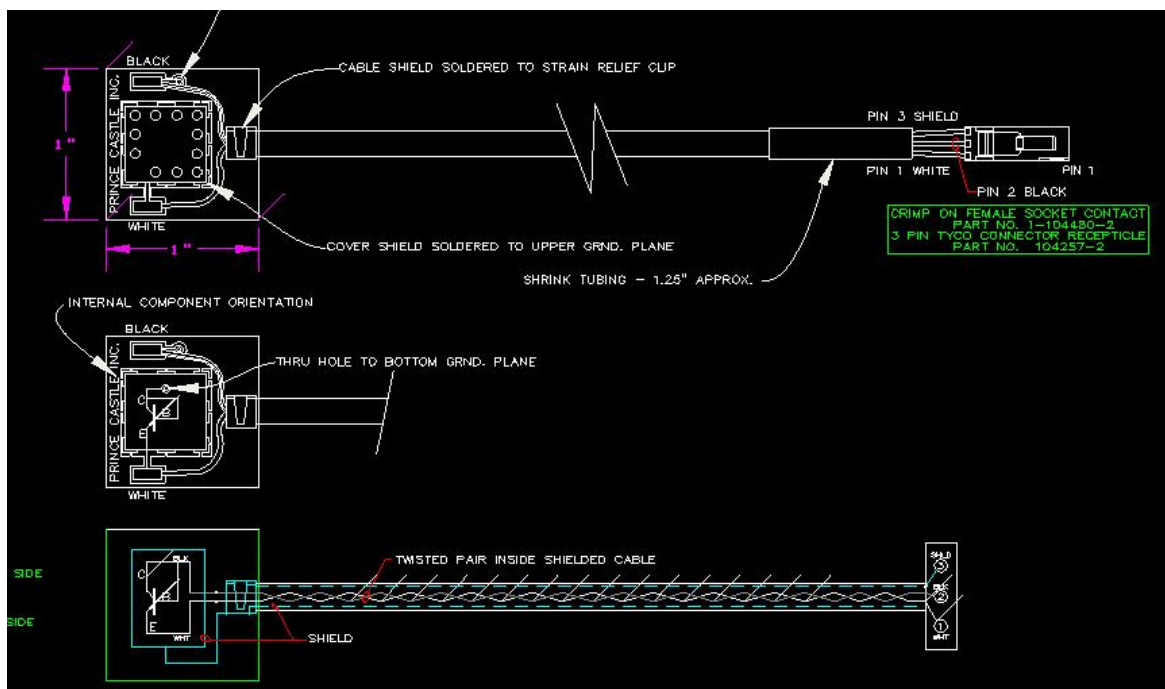 BLACK
CABLE SHIELD SOLDERED TO STRAIN RELIEF CLIP
PRINCE CASTLE INC.
1"
PIN 3 SHIELD
PIN 1 WHITE
PIN 1
PIN 2 BLACK
WHITE
1"
COVER SHIELD SOLDERED TO UPPER GRND. PLANE
CRIMP ON FEMALE SOCKET CONTACT
PART NO. 1-104480-2
3 PIN TYCO CONNECTOR RECEPTICLE
PART NO. 104257-2
SHRINK TUBING - 1.25" APPROX.
INTERNAL COMPONENT ORIENTATION
BLACK
PRINCE CASTLE INC.
THRU HOLE TO BOTTOM GRND. PLANE
C
B
E
WHITE
TWISTED PAIR INSIDE SHIELDED CABLE
BLK
C
B
E
WHT
SHIELD
SHLD
3
BLK
2
1
WHT
SIDE
SIDE